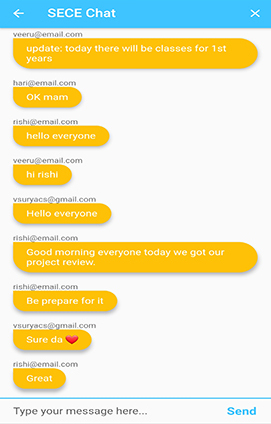 SECE Chat
veeru@email.com
update: today there will be classes for 1st
years
hari@email.com
OK mam
rishi@email.com
hello everyone
veeru@email.com
hi rishi
vsuryacs@gmail.com
Hello everyone
rishi@email.com
Good morning everyone today we got our
project review.
rishi@email.com
Be prepare for it
vsuryacs@gmail.com
Sure da ❤️
rishi@email.com
Great
Type your message here...
Send